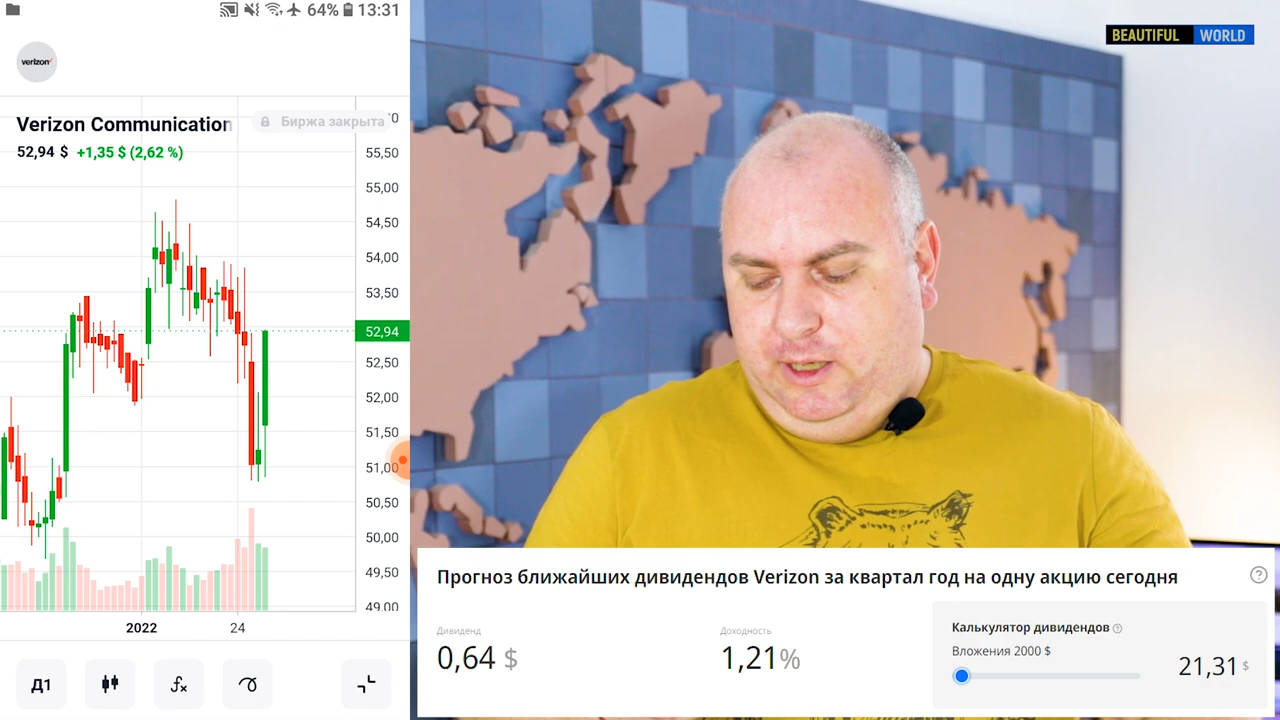 64% 13:31
verizon
Verizon Communication
Биржа закрыта
52,94 $ +1,35 $ (2,62 %)
55,50
55,00
54,50
54,00
53,50
52,94
52,50
52,00
51,50
51,00
50,50
50,00
49,50
49,00
2022 24
Д1
fx
BEAUTIFUL WORLD
Прогноз ближайших дивидендов Verizon за квартал год на одну акцию сегодня
?
Дивиденд
0,64 $
Доходность
1,21%
Калькулятор дивидендов ?
Вложения 2000 $
21,31 $